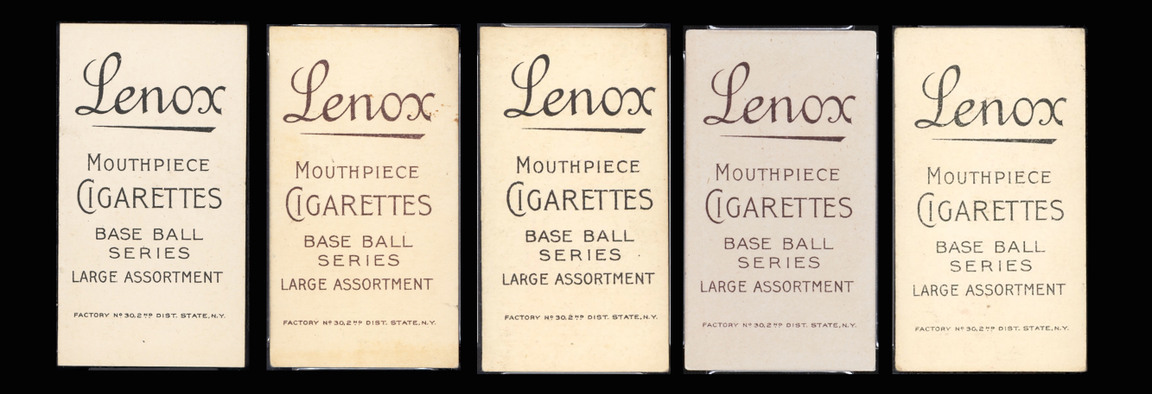 Lenox
MOUTHPIECE
CIGARETTES
BASE BALL
SERIES
LARGE ASSORTMENT
FACTORY Nº 30, 2ND DIST. STATE, N.Y.
Lenox
MOUTHPIECE
CIGARETTES
BASE BALL
SERIES
LARGE ASSORTMENT
FACTORY Nº 30, 2ND DIST. STATE, N.Y.
Lenox
MOUTHPIECE
CIGARETTES
BASE BALL
SERIES
LARGE ASSORTMENT
FACTORY Nº 30, 2ND DIST. STATE, N.Y.
Lenox
MOUTHPIECE
CIGARETTES
BASE BALL
SERIES
LARGE ASSORTMENT
FACTORY Nº 30, 2ND DIST. STATE, N.Y.
Lenox
MOUTHPIECE
CIGARETTES
BASE BALL
SERIES
LARGE ASSORTMENT
FACTORY Nº 30, 2ND DIST. STATE, N.Y.